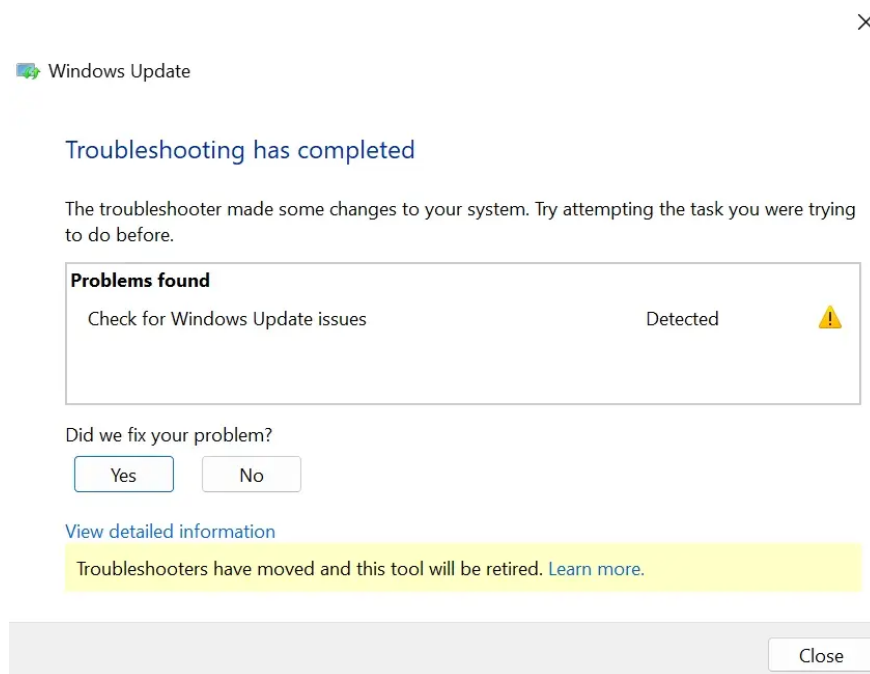 Windows Update
Troubleshooting has completed
The troubleshooter made some changes to your system. Try attempting the task you were trying
to do before.
Problems found
Check for Windows Update issues Detected
Did we fix your problem?
Yes No
View detailed information
Troubleshooters have moved and this tool will be retired. Learn more.
Close